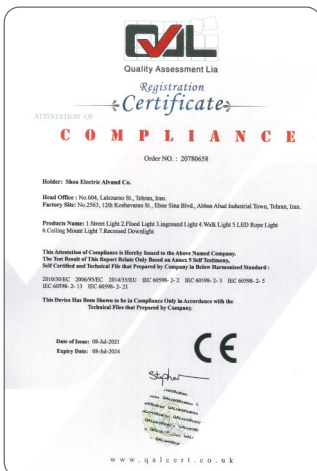 QAL
Quality Assessment Lia
Registration
Certificate
ATTESTATION OF
COMPLIANCE
Order NO. : 20780658
Holder: Shoa Electric Alvand Co.
Head Office : No.604, Lalezarno St., Tehran, Iran.
Factory Site: No.2563, 12th Koshavarzn St., Ebne Sina Blvd., Abbas Abad Industrial Town, Tehran, Iran.
Products Name: 1.Street Light 2.Flood Light 3.inground Light 4.Walk Light 5.LED Rope Light
6.Ceiling Mount Light 7.Recessed Downlight
This Attestation of Compliance is Hereby Issued to the Above Named Company.
The Test Result of This Report Relate Only Based on Annex 5 Self Testimony,
Self Certified and Technical File that Prepared by Company in Below Harmonized Standard :
2010/30/EC 2006/95/EC 2014/35/EU IEC 60598- 2- 2 IEC 60598- 2- 3 IEC 60598- 2- 5
IEC 60598- 2- 13 IEC 60598- 2- 21
This Device Has Been Shown to be in Compliance Only in Accordance with the
Technical Files that Prepared by Company.
Date of Issue: 08-Jul-2021
Expiry Date: 08-Jul-2024
CE
QALcertification
www.qalcert.co.uk